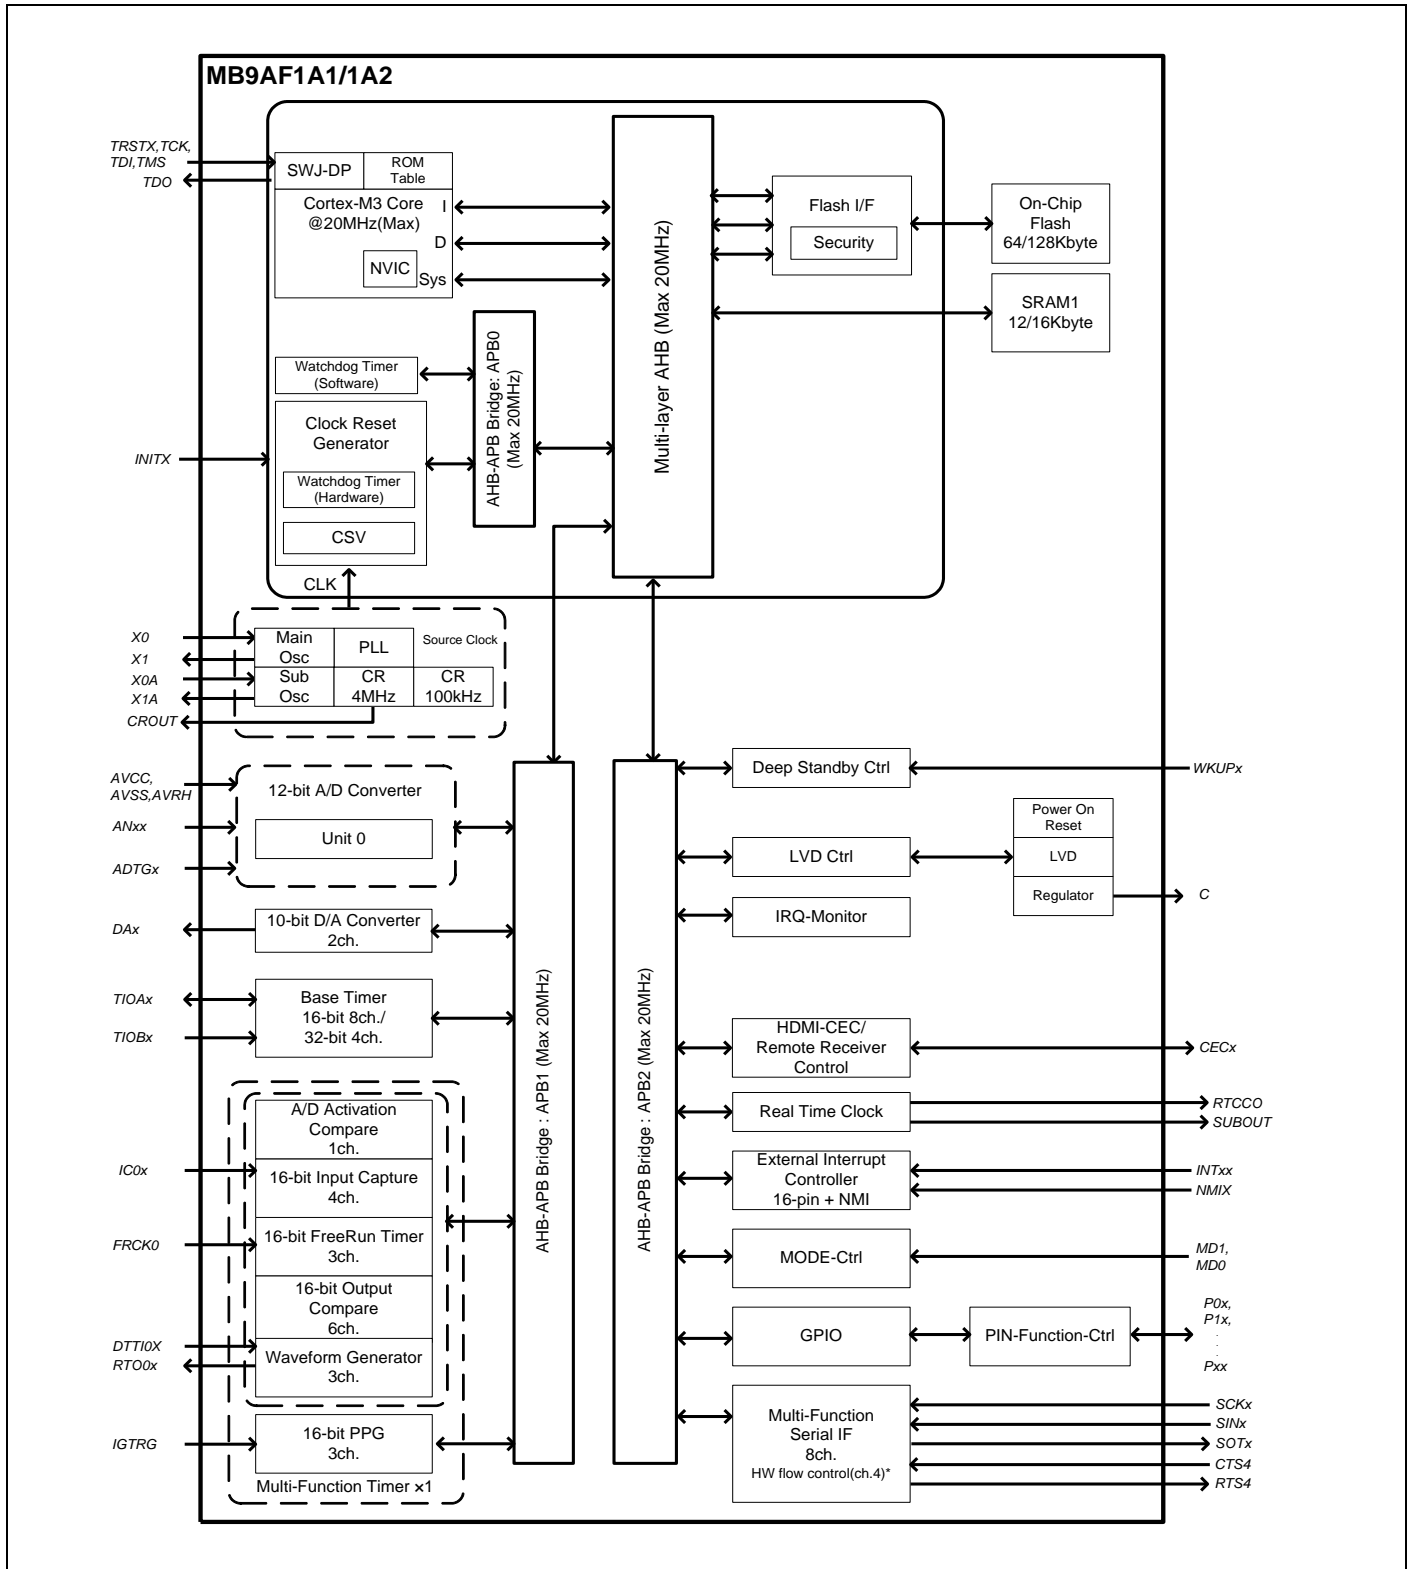 MB9AF1A1/1A2
TRSTX,TCK,
TDI,TMS
TDO
SWJ-DP
ROM
Table
Cortex-M3 Core
@20MHz(Max)
I
D
Sys
NVIC
Multi-layer AHB (Max 20MHz)
Flash I/F
Security
On-Chip
Flash
64/128Kbyte
SRAM1
12/16Kbyte
AHB-APB Bridge: APB0
(Max 20MHz)
Watchdog Timer
(Software)
Clock Reset
Generator
INITX
Watchdog Timer
(Hardware)
CSV
CLK
X0
X1
X0A
X1A
CROUT
Main
Osc
PLL
Source Clock
Sub
Osc
CR
4MHz
CR
100kHz
AVCC,
AVSS,AVRH
ANxx
ADTGx
12-bit A/D Converter
Unit 0
DAx
10-bit D/A Converter
2ch.
TIOAx
TIOBx
Base Timer
16-bit 8ch./
32-bit 4ch.
A/D Activation
Compare
1ch.
IC0x
16-bit Input Capture
4ch.
FRCK0
16-bit FreeRun Timer
3ch.
16-bit Output
Compare
6ch.
DTTI0X
RTO0x
Waveform Generator
3ch.
IGTRG
16-bit PPG
3ch.
Multi-Function Timer ×1
AHB-APB Bridge : APB1 (Max 20MHz)
AHB-APB Bridge : APB2 (Max 20MHz)
Deep Standby Ctrl
WKUPx
LVD Ctrl
Power On
Reset
LVD
Regulator
C
IRQ-Monitor
HDMI-CEC/
Remote Receiver
Control
CECx
Real Time Clock
RTCCO
SUBOUT
External Interrupt
Controller
16-pin + NMI
INTxx
NMIX
MODE-Ctrl
MD1,
MD0
GPIO
PIN-Function-Ctrl
P0x,
P1x,
.
.
.
Pxx
Multi-Function
Serial IF
8ch.
HW flow control(ch.4)*
SCKx
SINx
SOTx
CTS4
RTS4